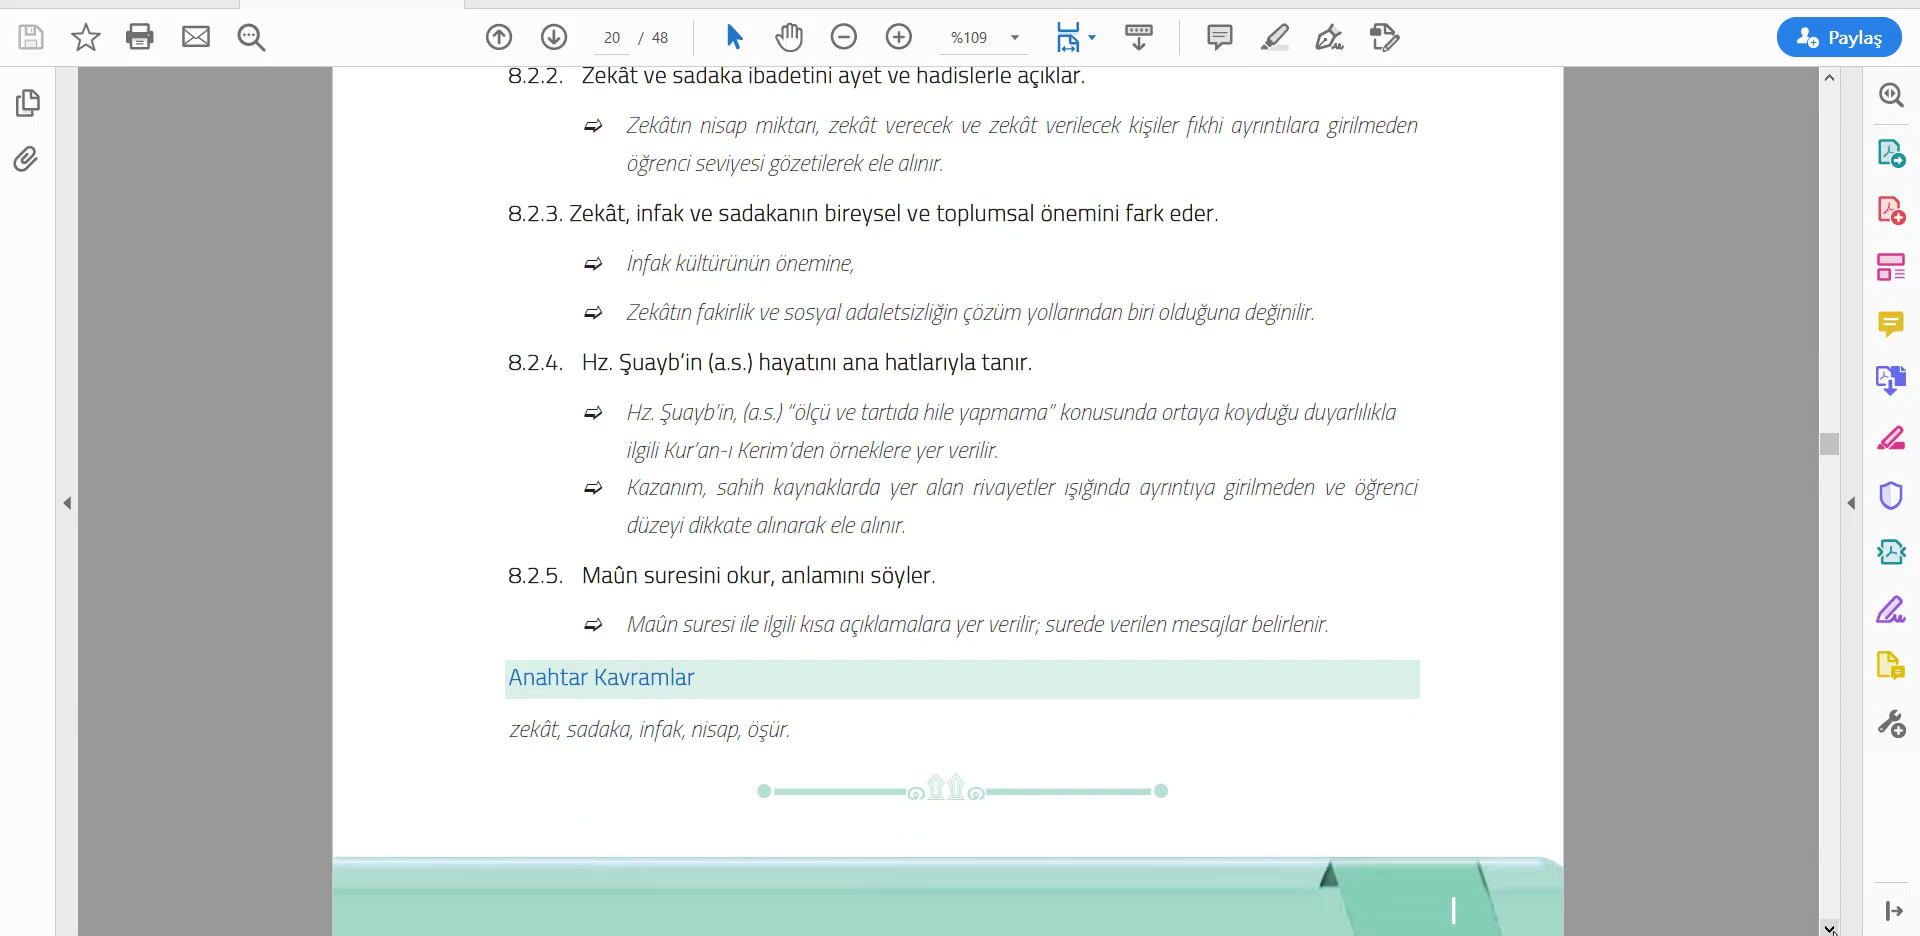 20 / 48
%109
Paylaş
8.2.2. Zekât ve sadaka ibadetini ayet ve hadislerle açıklar.
⇨ Zekâtın nisap miktarı, zekât verecek ve zekât verilecek kişiler fıkhi ayrıntılara girilmeden
öğrenci seviyesi gözetilerek ele alınır.
8.2.3. Zekât, infak ve sadakanın bireysel ve toplumsal önemini fark eder.
⇨ İnfak kültürünün önemine,
⇨ Zekâtın fakirlik ve sosyal adaletsizliğin çözüm yollarından biri olduğuna değinilir.
8.2.4. Hz. Şuayb’in (a.s.) hayatını ana hatlarıyla tanır.
⇨ Hz. Şuayb’in, (a.s.) “ölçü ve tartıda hile yapmama” konusunda ortaya koyduğu duyarlılıkla
ilgili Kur’an-ı Kerim’den örneklere yer verilir.
⇨ Kazanım, sahih kaynaklarda yer alan rivayetler ışığında ayrıntıya girilmeden ve öğrenci
düzeyi dikkate alınarak ele alınır.
8.2.5. Maûn suresini okur, anlamını söyler.
⇨ Maûn suresi ile ilgili kısa açıklamalara yer verilir; surede verilen mesajlar belirlenir.
Anahtar Kavramlar
zekât, sadaka, infak, nisap, öşür.